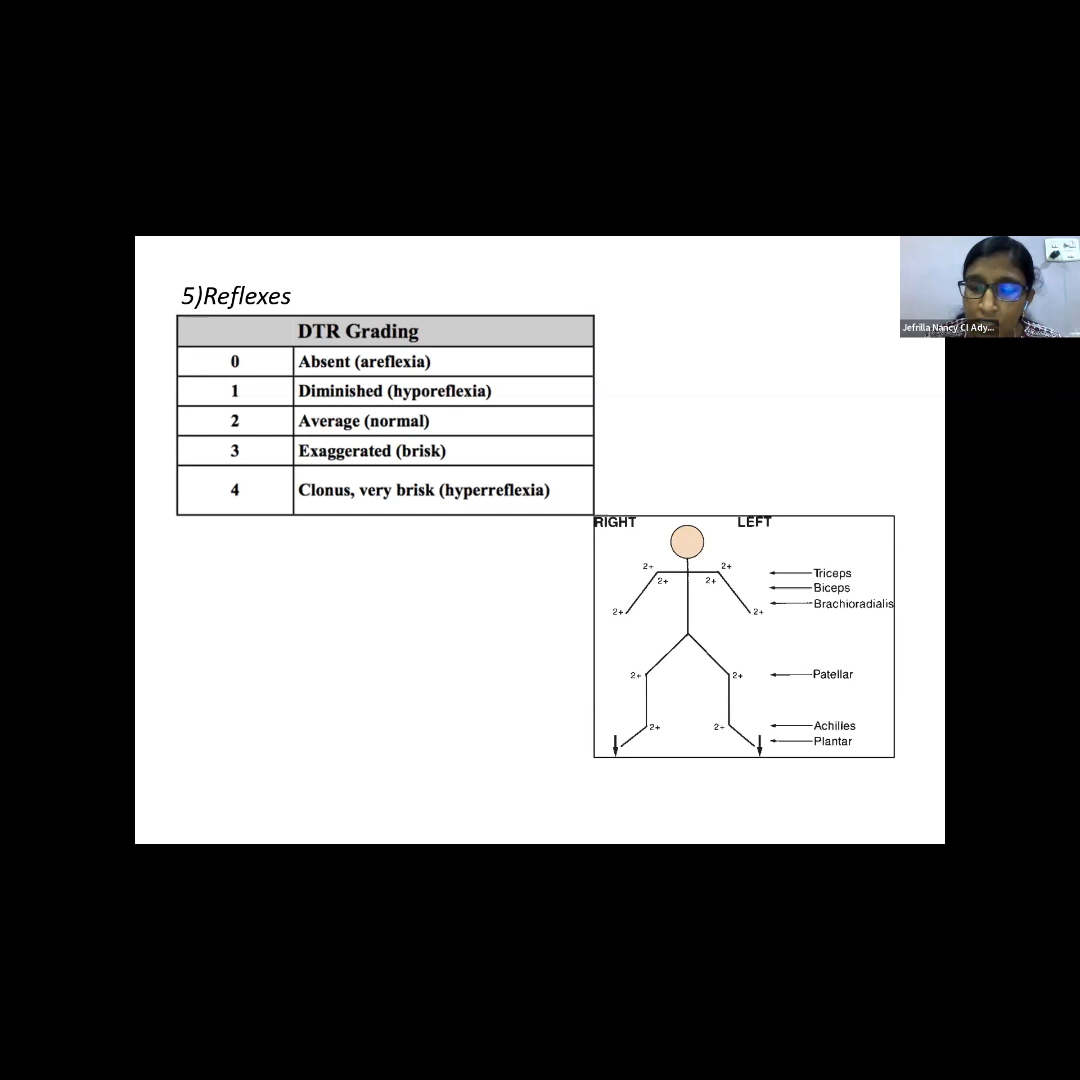 5)Reflexes
DTR Grading
0 Absent (areflexia)
1 Diminished (hyporeflexia)
2 Average (normal)
3 Exaggerated (brisk)
4 Clonus, very brisk (hyperreflexia)
Jefrilla Nancy CI Ady...
RIGHT LEFT
2+ 2+
2+ 2+
2+ 2+
Triceps
Biceps
Brachioradialis
2+ 2+ Patellar
2+ 2+ Achilles
Plantar